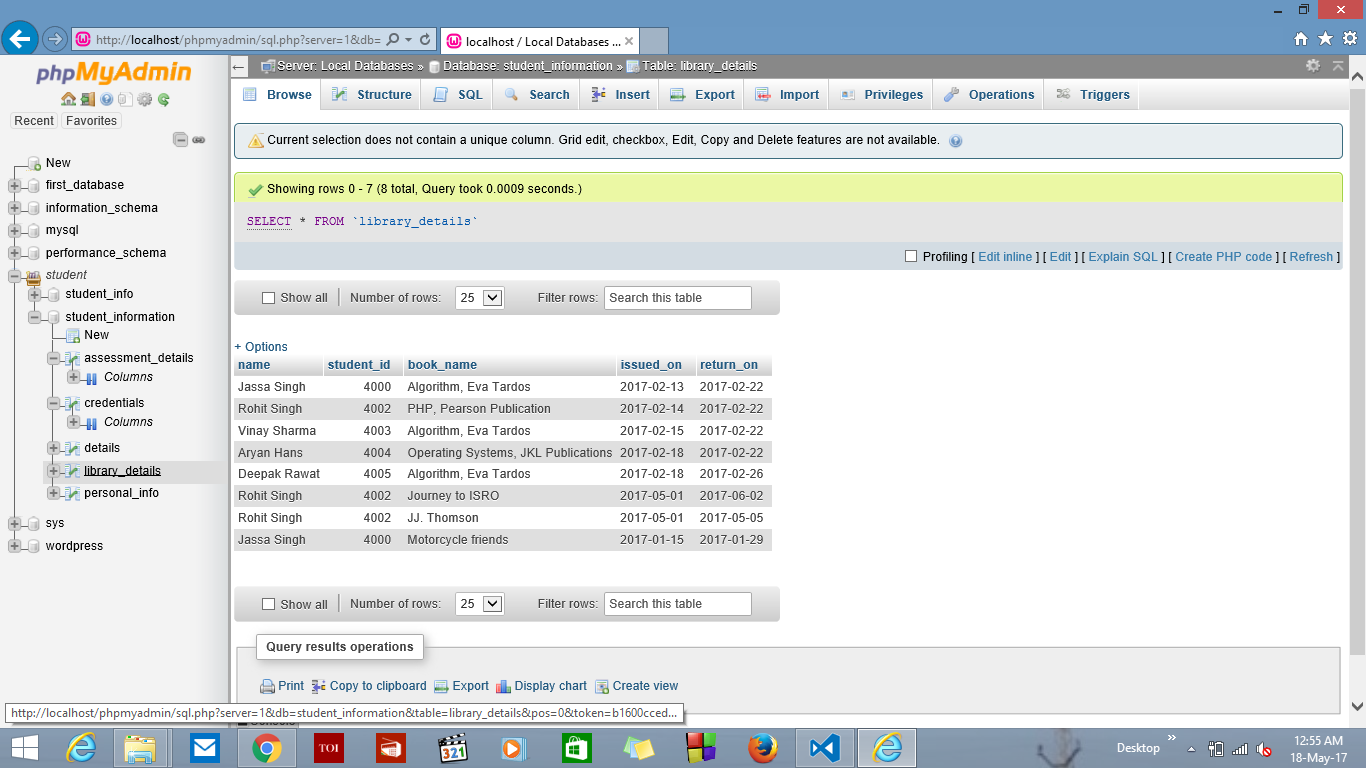 http://localhost/phpmyadmin/sql.php?server=1&db=
localhost / Local Databases ...
phpMyAdmin
Recent Favorites
New
first_database
information_schema
mysql
performance_schema
student
student_info
student_information
New
assessment_details
Columns
credentials
Columns
details
library_details
personal_info
sys
wordpress
Server: Local Databases » Database: student_information » Table: library_details
Browse Structure SQL Search Insert Export Import Privileges Operations Triggers
Current selection does not contain a unique column. Grid edit, checkbox, Edit, Copy and Delete features are not available.
Showing rows 0 - 7 (8 total, Query took 0.0009 seconds.)
SELECT * FROM `library_details`
Profiling [ Edit inline ] [ Edit ] [ Explain SQL ] [ Create PHP code ] [ Refresh ]
Show all Number of rows: 25 Filter rows: Search this table
+ Options
name student_id book_name issued_on return_on
Jassa Singh 4000 Algorithm, Eva Tardos 2017-02-13 2017-02-22
Rohit Singh 4002 PHP, Pearson Publication 2017-02-14 2017-02-22
Vinay Sharma 4003 Algorithm, Eva Tardos 2017-02-15 2017-02-22
Aryan Hans 4004 Operating Systems, JKL Publications 2017-02-18 2017-02-22
Deepak Rawat 4005 Algorithm, Eva Tardos 2017-02-18 2017-02-26
Rohit Singh 4002 Journey to ISRO 2017-05-01 2017-06-02
Rohit Singh 4002 JJ. Thomson 2017-05-01 2017-05-05
Jassa Singh 4000 Motorcycle friends 2017-01-15 2017-01-29
Show all Number of rows: 25 Filter rows: Search this table
Query results operations
Print Copy to clipboard Export Display chart Create view
http://localhost/phpmyadmin/sql.php?server=1&db=student_information&table=library_details&pos=0&token=b1600cced...
TOI
321
Desktop
12:55 AM
18-May-17